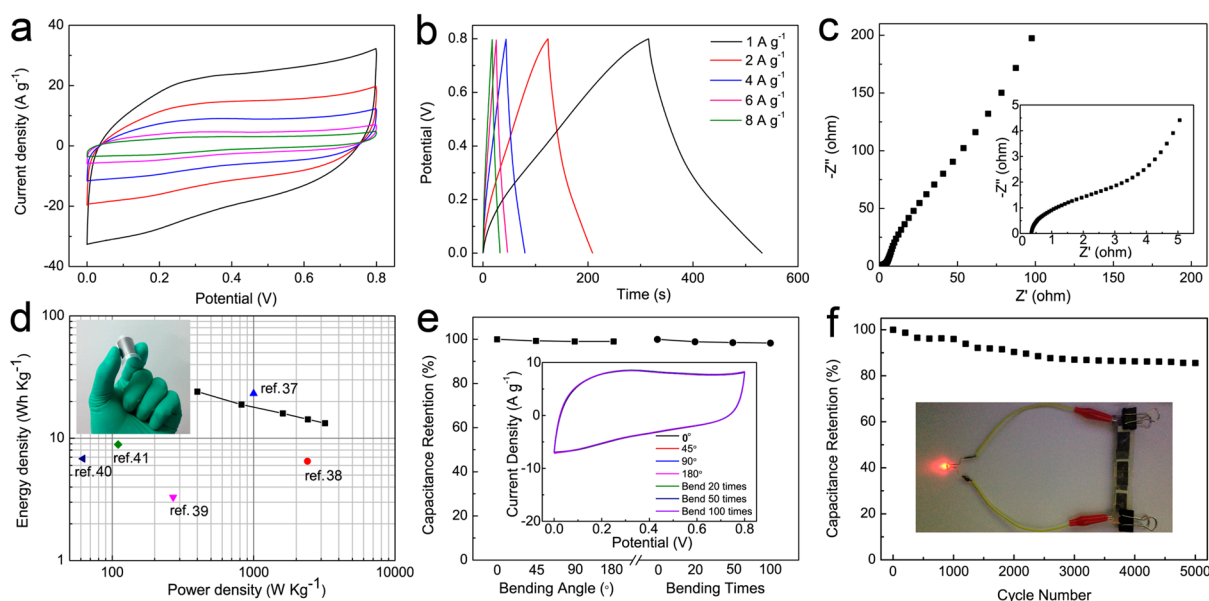 a
40
20
0
-20
-40
Current density (A g⁻¹)
0.0 0.2 0.4 0.6 0.8
Potential (V)
b
0.8
0.6
0.4
0.2
0.0
Potential (V)
1 A g⁻¹
2 A g⁻¹
4 A g⁻¹
6 A g⁻¹
8 A g⁻¹
0 200 400 600
Time (s)
c
200
150
100
50
0
-Z'' (ohm)
5
4
3
2
1
0
-Z'' (ohm)
0 1 2 3 4 5
Z' (ohm)
0 50 100 150 200
Z' (ohm)
d
100
10
1
Energy density (Wh Kg⁻¹)
ref.37
ref.41
ref.40
ref.38
ref.39
100 1000 10000
Power density (W Kg⁻¹)
e
100
80
60
40
20
0
Capacitance Retention (%)
10
0
-10
-20
Current Density (A g⁻¹)
0°
45°
90°
180°
Bend 20 times
Bend 50 times
Bend 100 times
0.0 0.2 0.4 0.6 0.8
Potential (V)
0 45 90 180 0 20 50 100
Bending Angle (°) Bending Times
f
100
80
60
40
20
0
Capacitance Retention (%)
0 1000 2000 3000 4000 5000
Cycle Number